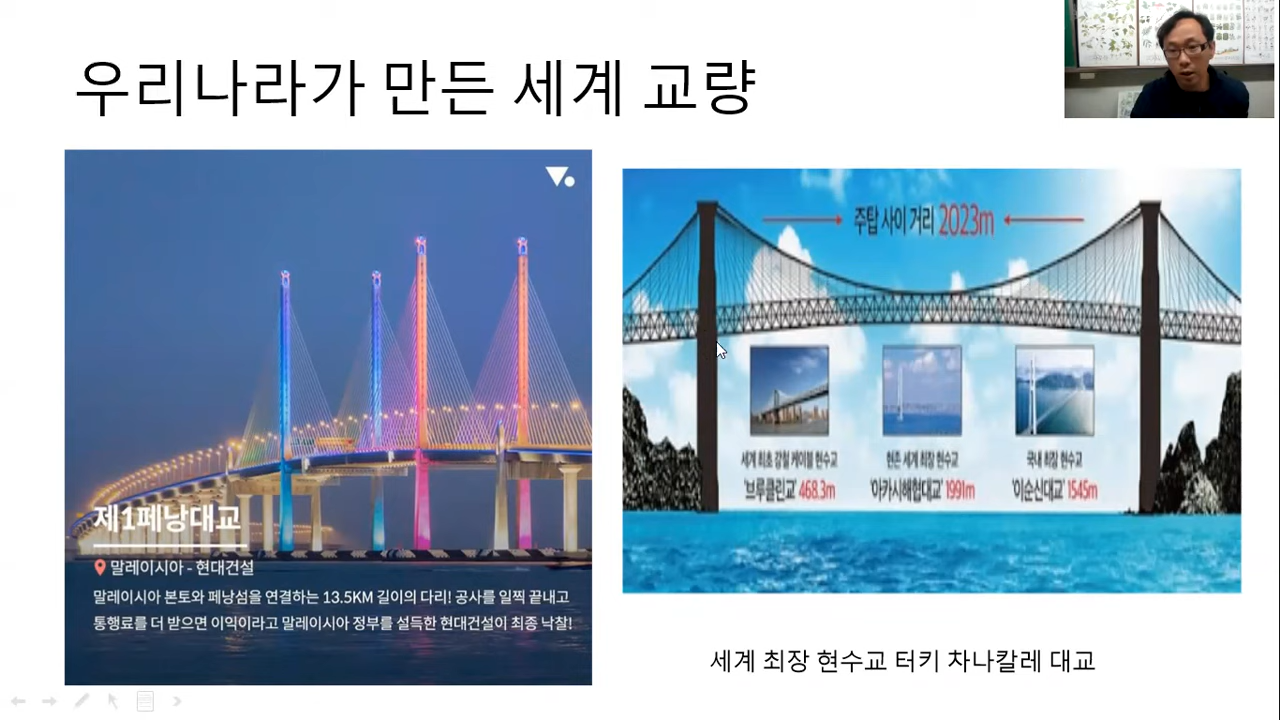 우리나라가 만든 세계 교량
제1페낭대교
말레이시아 - 현대건설
말레이시아 본토와 페낭섬을 연결하는 13.5KM 길이의 다리! 공사를 일찍 끝내고
통행료를 더 받으면 이익이라고 말레이시아 정부를 설득한 현대건설이 최종 낙찰!
주탑 사이 거리 2023m
세계 최초 강철 케이블 현수교
'브루클린교' 468.3m
현존 세계 최장 현수교
'아카시해협대교' 1991m
국내 최장 현수교
'이순신대교' 1545m
세계 최장 현수교 터키 차나칼레 대교